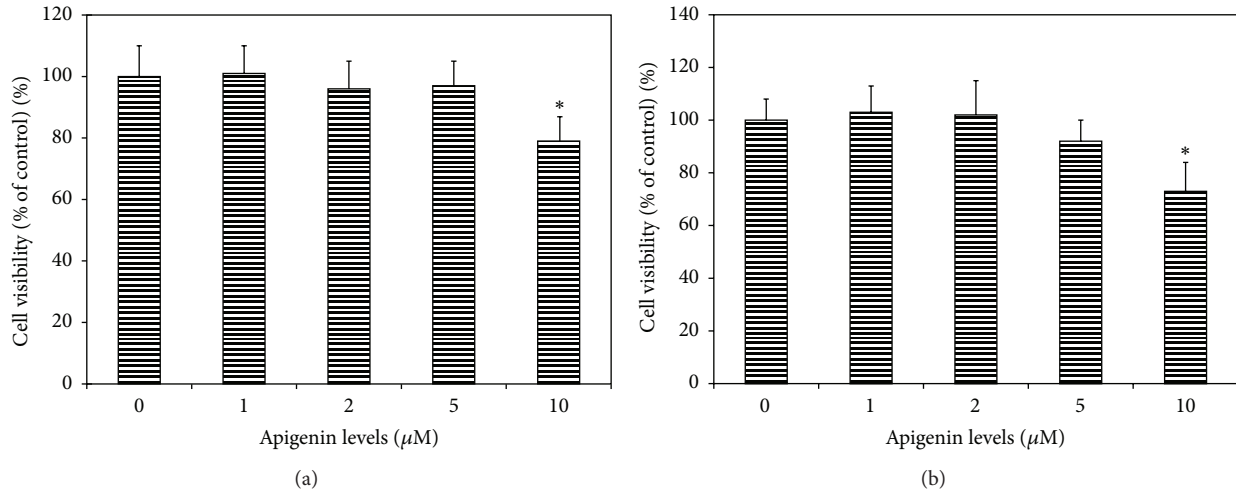 120
100
80
60
40
20
0
Cell visibility (% of control) (%)
*
0 1 2 5 10
Apigenin levels (μM)
(a)
140
120
100
80
60
40
20
0
Cell visibility (% of control) (%)
*
0 1 2 5 10
Apigenin levels (μM)
(b)